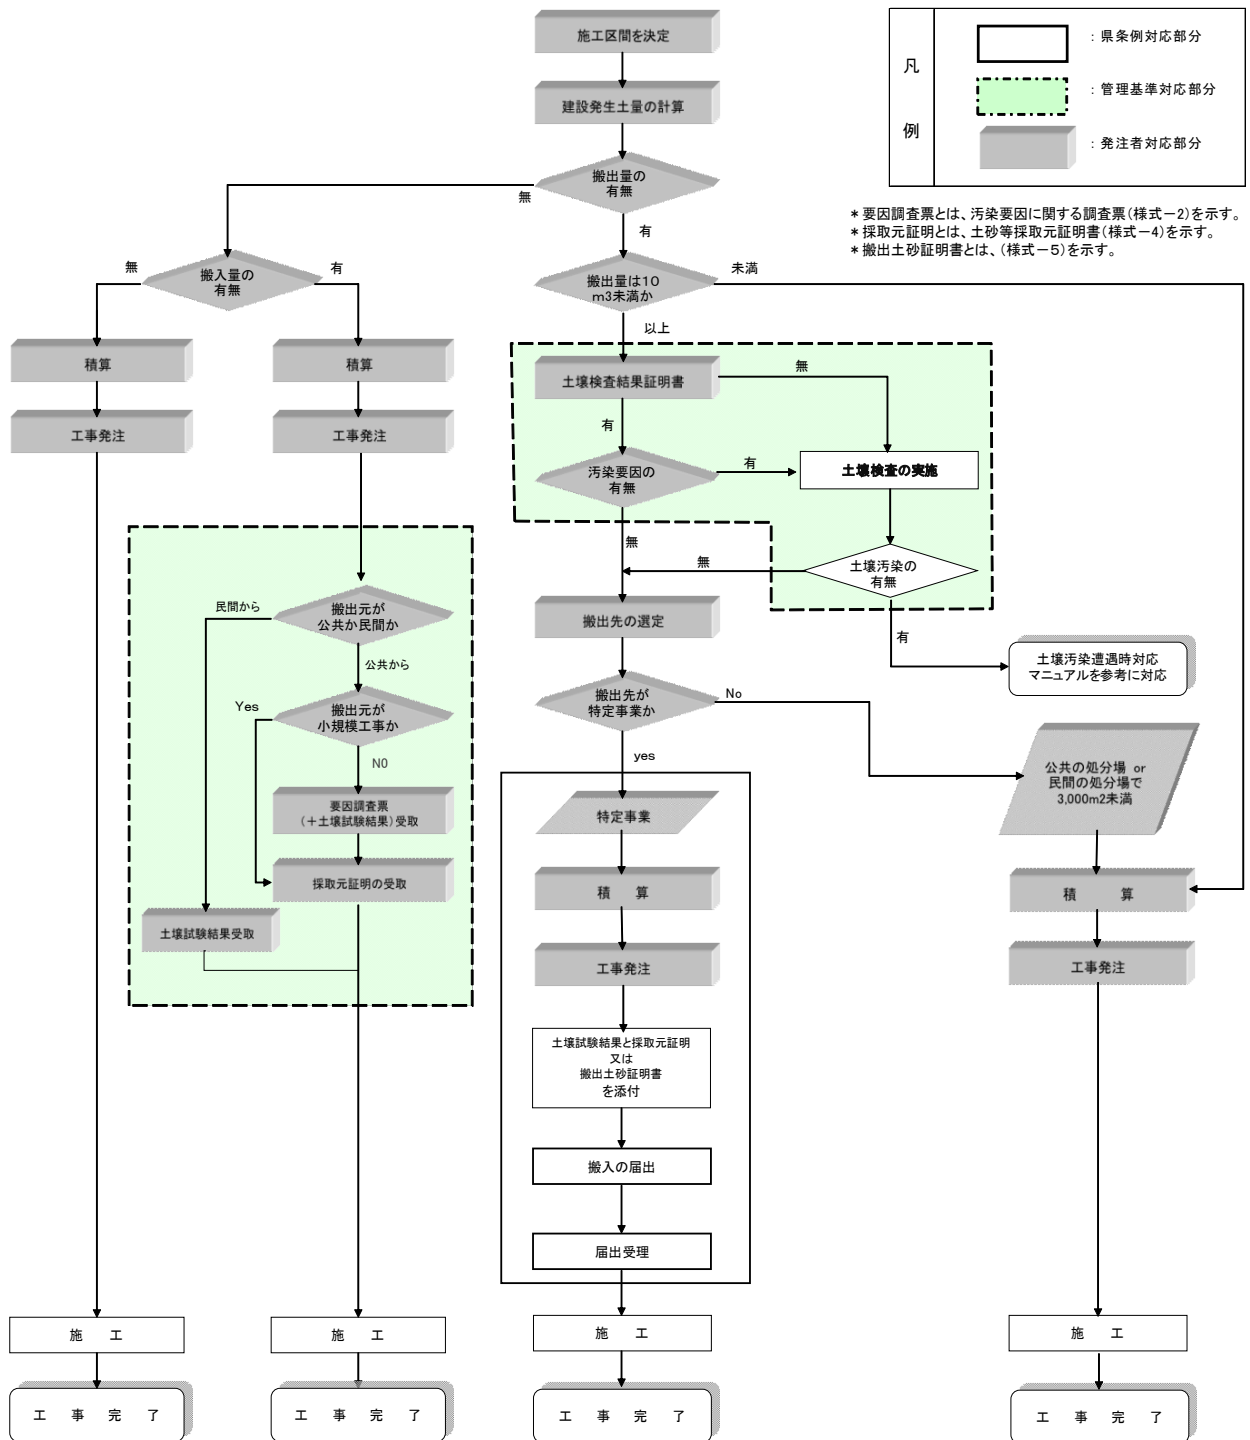 施工区間を決定
建設発生土量の計算
搬出量の
有無
無
有
凡
例
：県条例対応部分
：管理基準対応部分
：発注者対応部分
＊要因調査票とは、汚染要因に関する調査票(様式－2)を示す。
＊採取元証明とは、土砂等採取元証明書(様式－4)を示す。
＊搬出土砂証明書とは、(様式－5)を示す。
無
搬入量の
有無
有
搬出量は１０
ｍ3未満か
未満
以上
積算
工事発注
積算
工事発注
土壌検査結果証明書
無
有
汚染要因の
有無
有
土壌検査の実施
無
無
土壌汚染の
有無
有
土壌汚染遭遇時対応
マニュアルを参考に対応
民間から
搬出元が
公共か民間か
公共から
Yes
搬出元が
小規模工事か
N0
要因調査票
（＋土壌試験結果）受取
採取元証明の受取
土壌試験結果受取
搬出先の選定
搬出先が
特定事業か
No
yes
特定事業
積　算
工事発注
土壌試験結果と採取元証明
又は
搬出土砂証明書
を添付
搬入の届出
届出受理
公共の処分場 or
民間の処分場で
3,000m2未満
積　算
工事発注
施　工
施　工
施　工
施　工
工　事　完　了
工　事　完　了
工　事　完　了
工　事　完　了